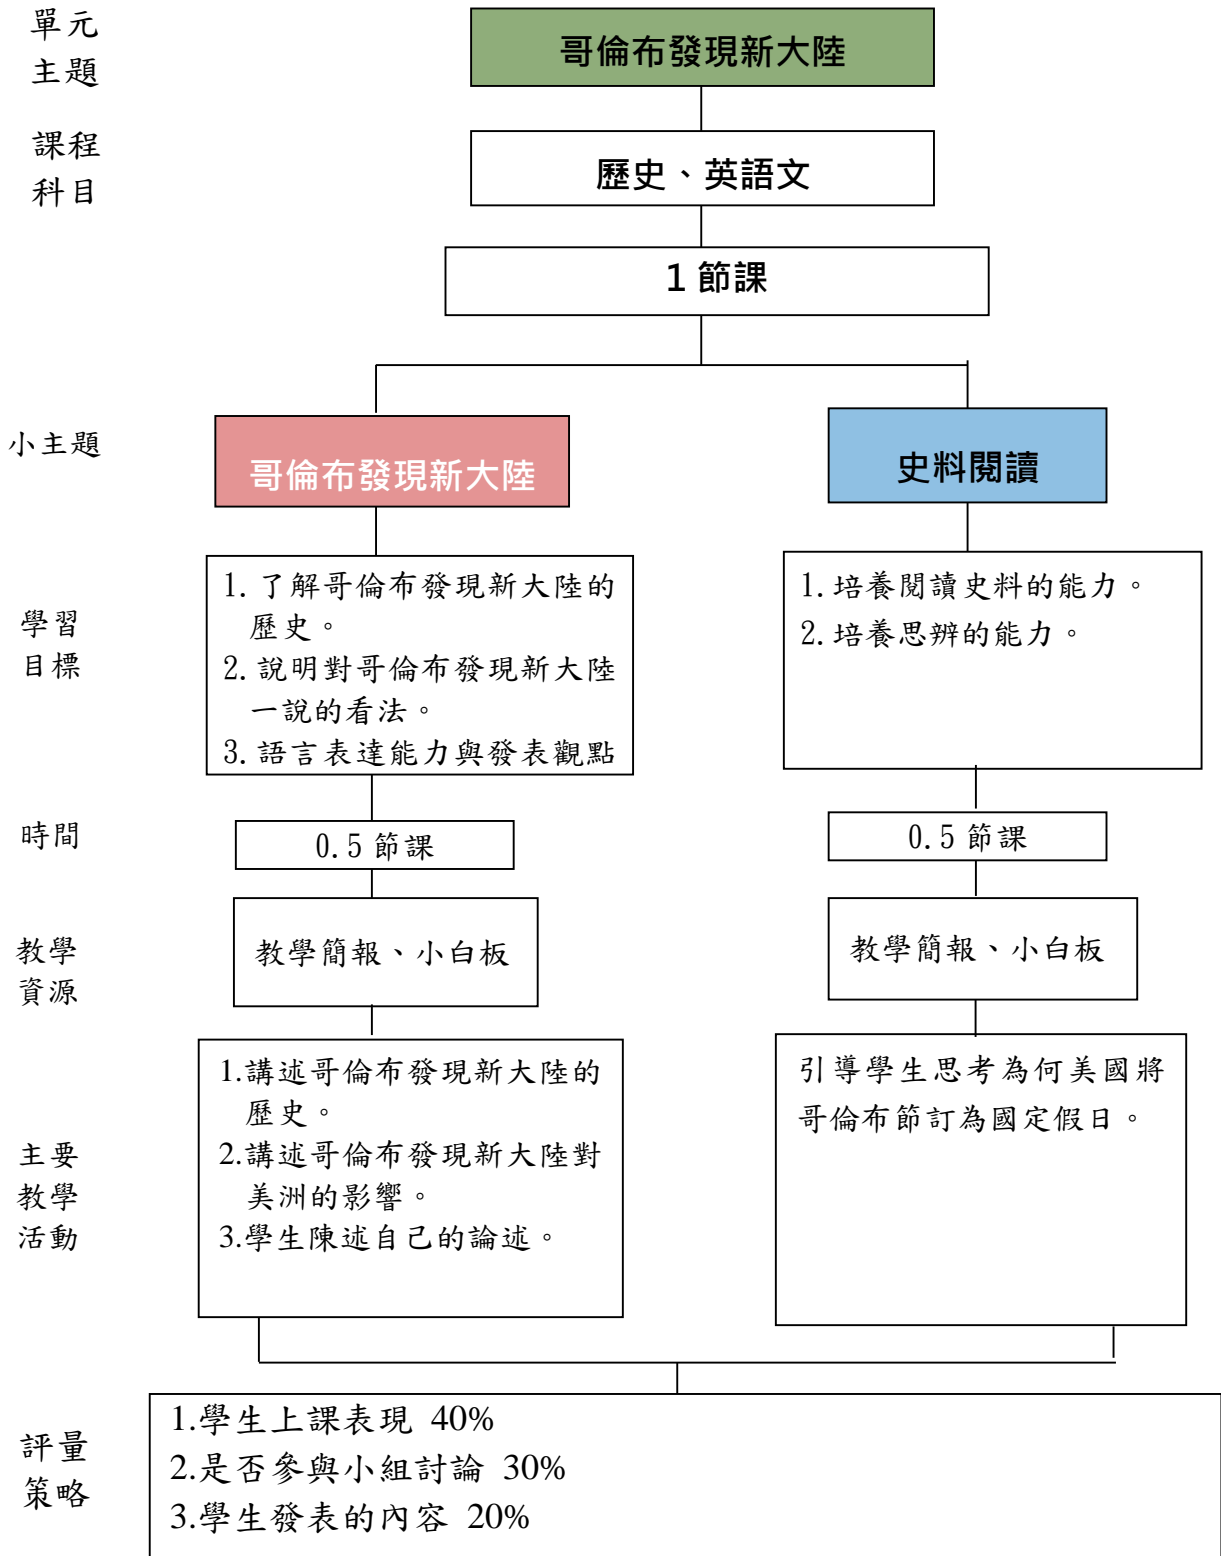 單元
主題
哥倫布發現新大陸
課程
科目
歷史、英語文
1 節課
小主題
哥倫布發現新大陸
史料閱讀
學習
目標
1. 了解哥倫布發現新大陸的
歷史。
2. 說明對哥倫布發現新大陸
一說的看法。
3. 語言表達能力與發表觀點
1. 培養閱讀史料的能力。
2. 培養思辨的能力。
時間
0.5 節課
0.5 節課
教學
資源
教學簡報、小白板
教學簡報、小白板
主要
教學
活動
1.講述哥倫布發現新大陸的
歷史。
2.講述哥倫布發現新大陸對
美洲的影響。
3.學生陳述自己的論述。
引導學生思考為何美國將
哥倫布節訂為國定假日。
評量
策略
1.學生上課表現 40%
2.是否參與小組討論 30%
3.學生發表的內容 20%